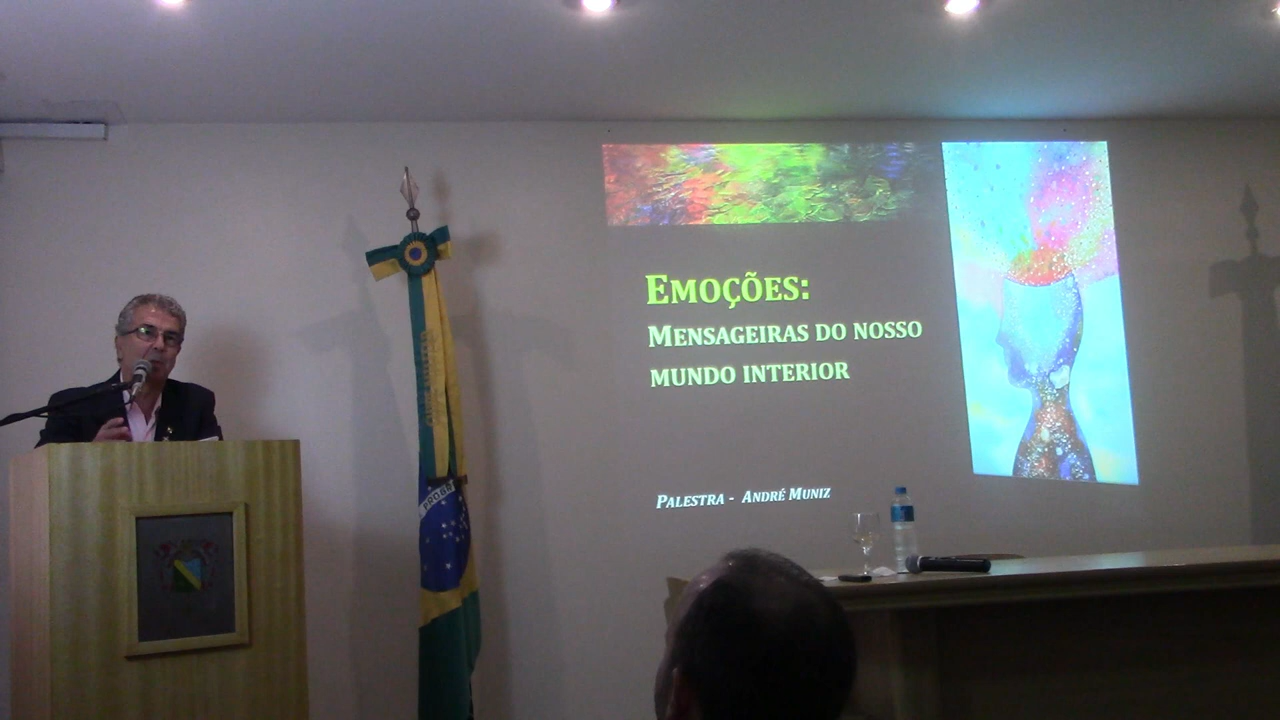 EMOÇÕES:
MENSAGEIRAS DO NOSSO
MUNDO INTERIOR
PALESTRA - ANDRÉ MUNIZ